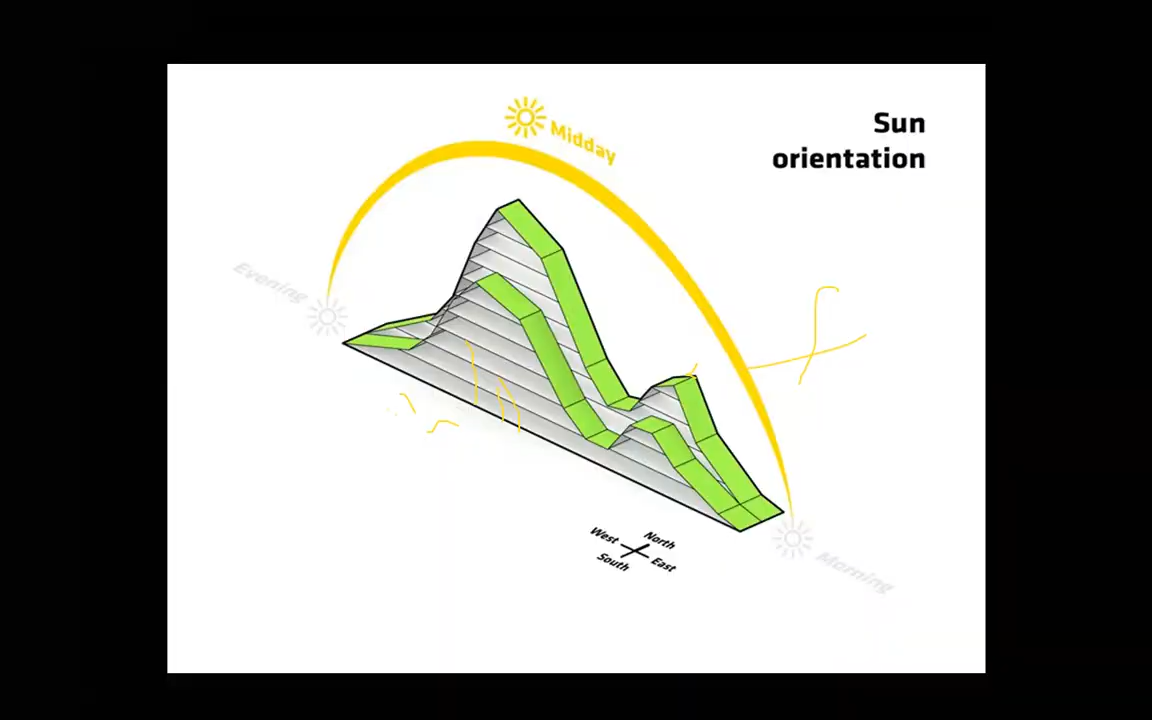 Sun
orientation
Midday
Evening
Morning
North
West
East
South